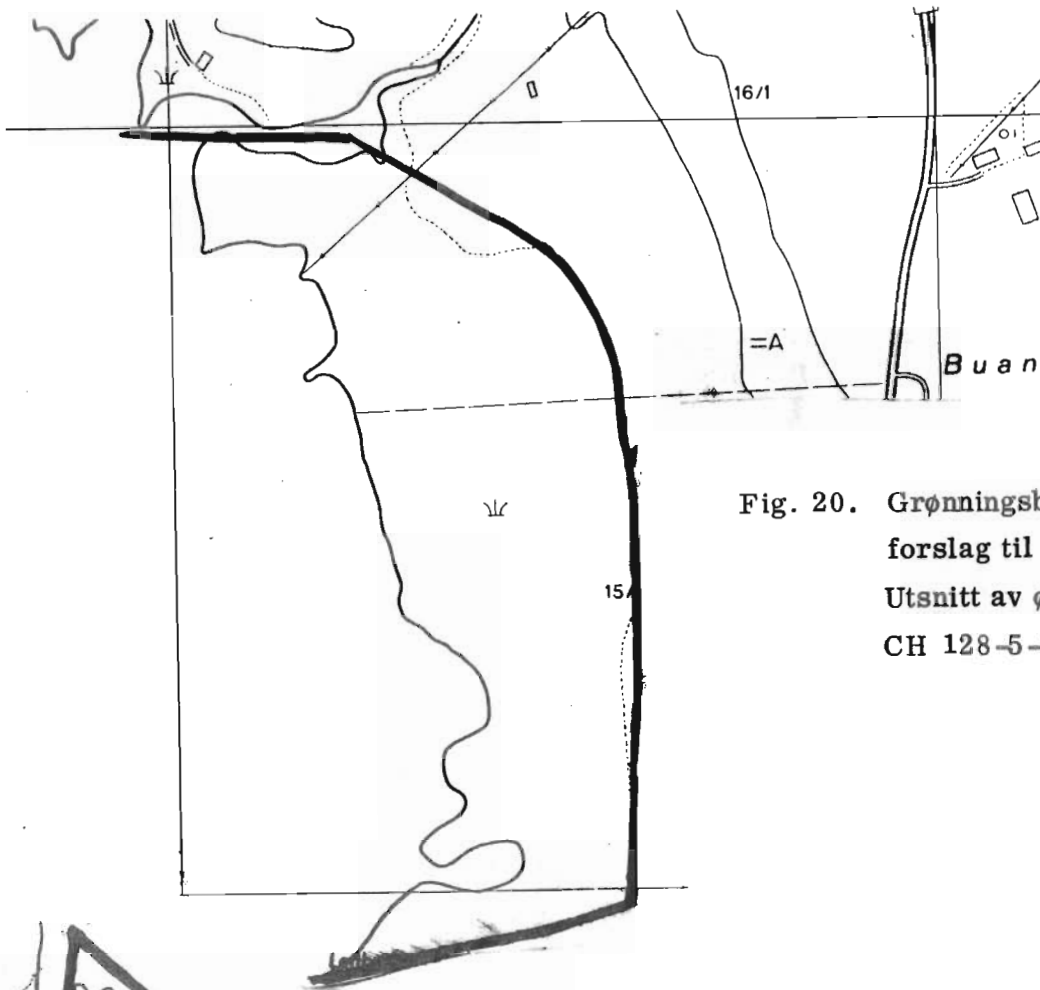 16/1
=A
Buan
15/
Fig. 20. Grønningsb
forslag til
Utsnitt av ø
CH 128-5-